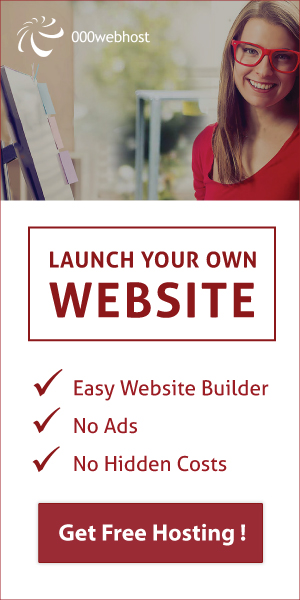 000webhost
LAUNCH YOUR OWN
WEBSITE
Easy Website Builder
No Ads
No Hidden Costs
Get Free Hosting !